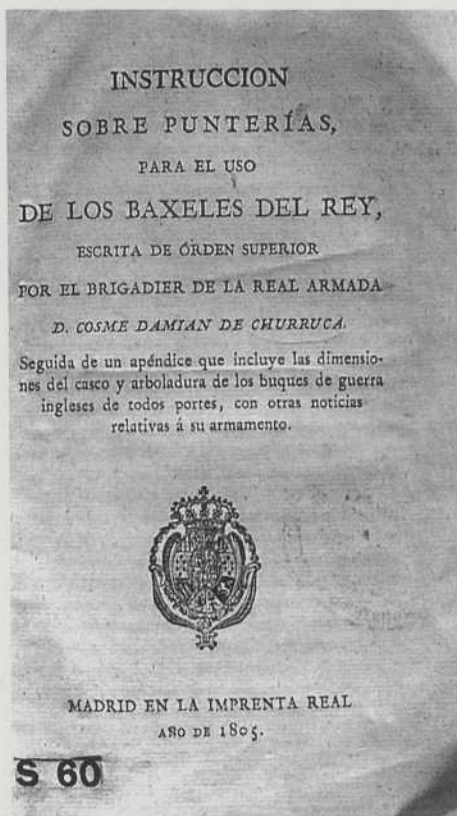 INSTRUCCION
SOBRE PUNTERÍAS,
PARA EL USO
DE LOS BAXELES DEL REY,
ESCRITA DE ÓRDEN SUPERIOR
POR EL BRIGADIER DE LA REAL ARMADA
D. COSME DAMIAN DE CHURRUCA.
Seguida de un apéndice que incluye las dimensio-
nes del casco y arboladura de los buques de guerra
ingleses de todos portes, con otras noticias
relativas á su armamento.
MADRID EN LA IMPRENTA REAL
AÑO DE 1805.
S 60